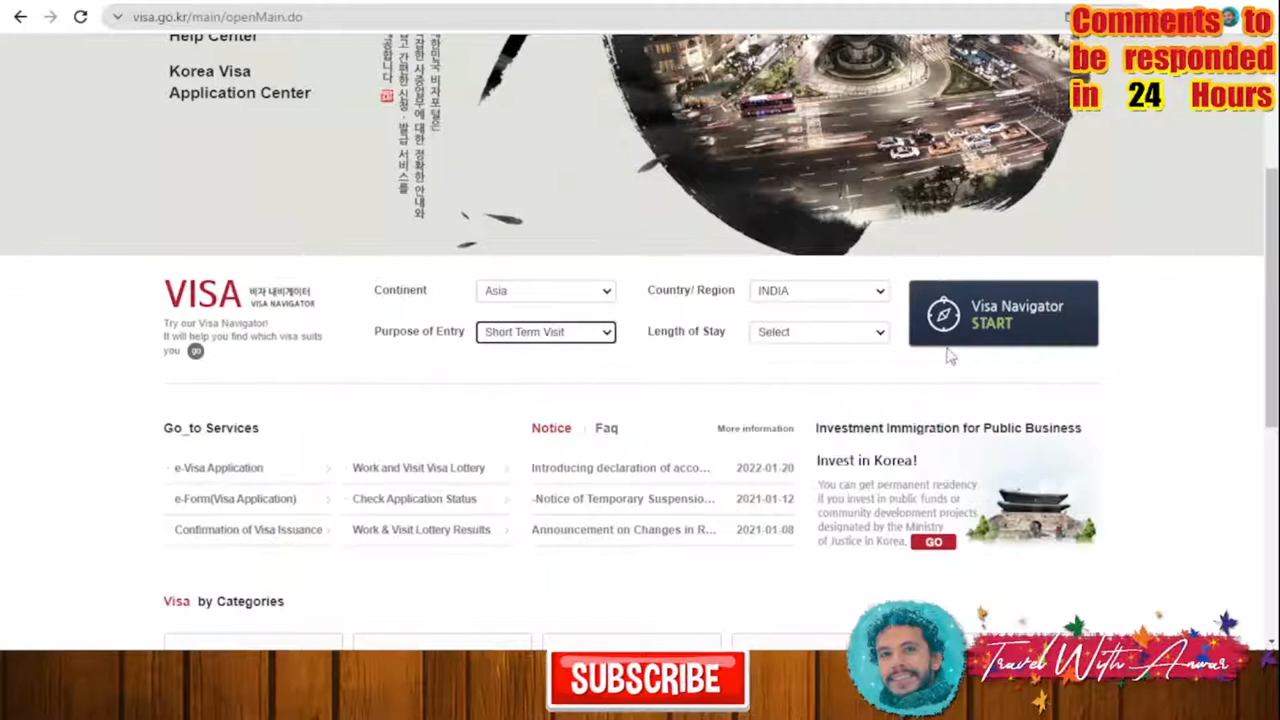 visa.go.kr/main/openMain.do
Comments to
be responded
in 24 Hours
Help Center
Korea Visa
Application Center
VISA 비자 내비게이터
VISA NAVIGATOR
Try our Visa Navigator!
It will help you find which visa suits
you go
Continent Asia
Country/ Region INDIA
Purpose of Entry Short Term Visit
Length of Stay Select
Visa Navigator
START
Go_to Services
e-Visa Application
e-Form(Visa Application)
Confirmation of Visa Issuance
Work and Visit Visa Lottery
Check Application Status
Work & Visit Lottery Results
Notice Faq More information
Introducing declaration of acco... 2022-01-20
-Notice of Temporary Suspensio... 2021-01-12
Announcement on Changes in R... 2021-01-08
Investment Immigration for Public Business
Invest in Korea!
You can get permanent residency
if you invest in public funds or
community development projects
designated by the Ministry
of Justice in Korea. GO
Visa by Categories
SUBSCRIBE
Travel With Anwar